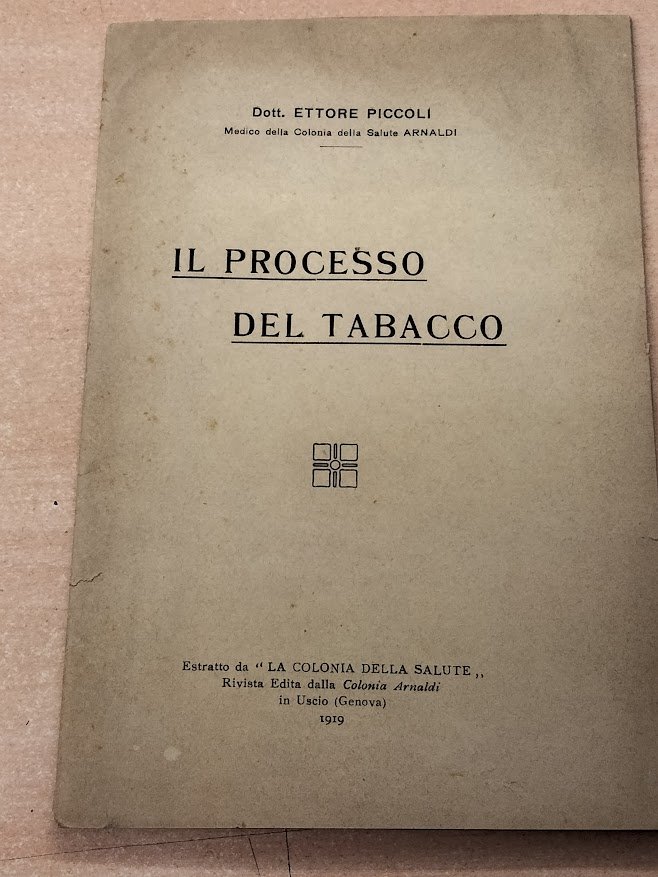 Dott. ETTORE PICCOLI
Medico della Colonia della Salute ARNALDI
IL PROCESSO
DEL TABACCO
Estratto da “ LA COLONIA DELLA SALUTE „
Rivista Edita dalla Colonia Arnaldi
in Uscio (Genova)
1919